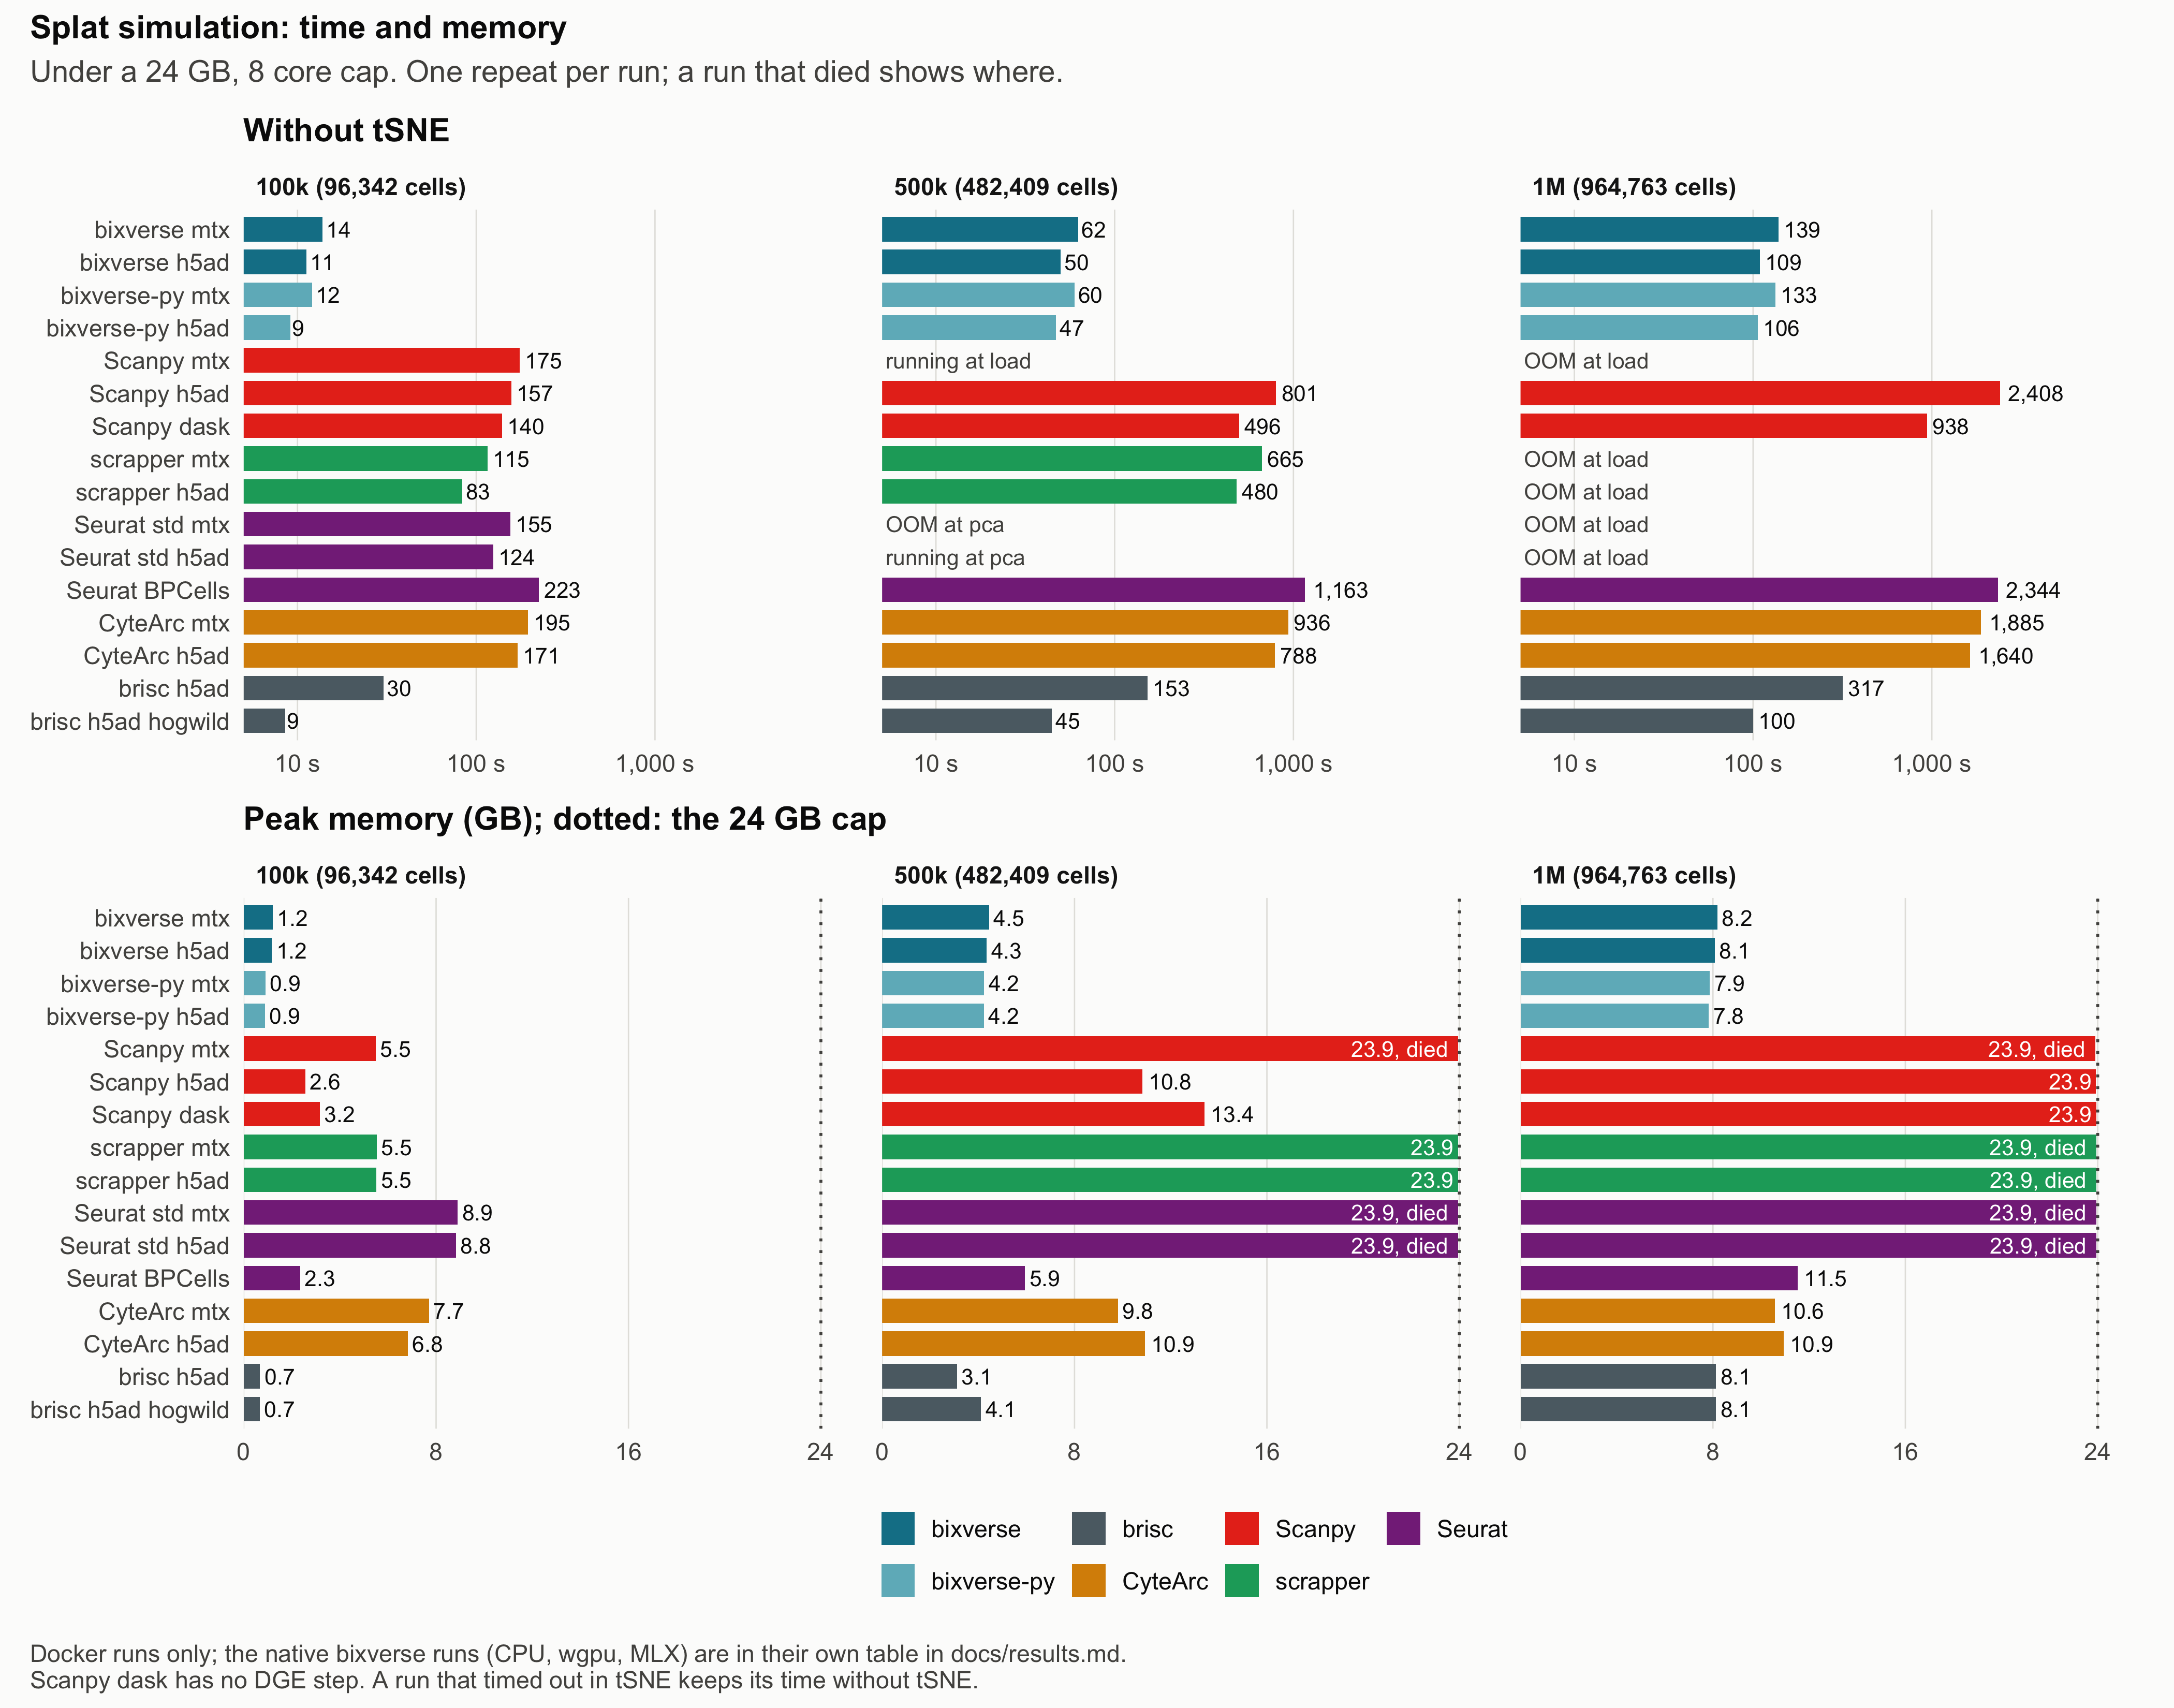 Splat simulation: time and memory
Under a 24 GB, 8 core cap. One repeat per run; a run that died shows where.
Without tSNE
100k (96,342 cells) 500k (482,409 cells) 1M (964,763 cells)
bixverse mtx 14 62 139
bixverse h5ad 11 50 109
bixverse-py mtx 12 60 133
bixverse-py h5ad 9 47 106
Scanpy mtx 175 running at load OOM at load
Scanpy h5ad 157 801 2,408
Scanpy dask 140 496 938
scrapper mtx 115 665 OOM at load
scrapper h5ad 83 480 OOM at load
Seurat std mtx 155 OOM at pca OOM at load
Seurat std h5ad 124 running at pca OOM at load
Seurat BPCells 223 1,163 2,344
CyteArc mtx 195 936 1,885
CyteArc h5ad 171 788 1,640
brisc h5ad 30 153 317
brisc h5ad hogwild 9 45 100
10 s 100 s 1,000 s 10 s 100 s 1,000 s 10 s 100 s 1,000 s
Peak memory (GB); dotted: the 24 GB cap
100k (96,342 cells) 500k (482,409 cells) 1M (964,763 cells)
bixverse mtx 1.2 4.5 8.2
bixverse h5ad 1.2 4.3 8.1
bixverse-py mtx 0.9 4.2 7.9
bixverse-py h5ad 0.9 4.2 7.8
Scanpy mtx 5.5 23.9, died 23.9, died
Scanpy h5ad 2.6 10.8 23.9
Scanpy dask 3.2 13.4 23.9
scrapper mtx 5.5 23.9 23.9, died
scrapper h5ad 5.5 23.9 23.9, died
Seurat std mtx 8.9 23.9, died 23.9, died
Seurat std h5ad 8.8 23.9, died 23.9, died
Seurat BPCells 2.3 5.9 11.5
CyteArc mtx 7.7 9.8 10.6
CyteArc h5ad 6.8 10.9 10.9
brisc h5ad 0.7 3.1 8.1
brisc h5ad hogwild 0.7 4.1 8.1
0 8 16 24 0 8 16 24 0 8 16 24
bixverse brisc Scanpy Seurat
bixverse-py CyteArc scrapper
Docker runs only; the native bixverse runs (CPU, wgpu, MLX) are in their own table in docs/results.md.
Scanpy dask has no DGE step. A run that timed out in tSNE keeps its time without tSNE.